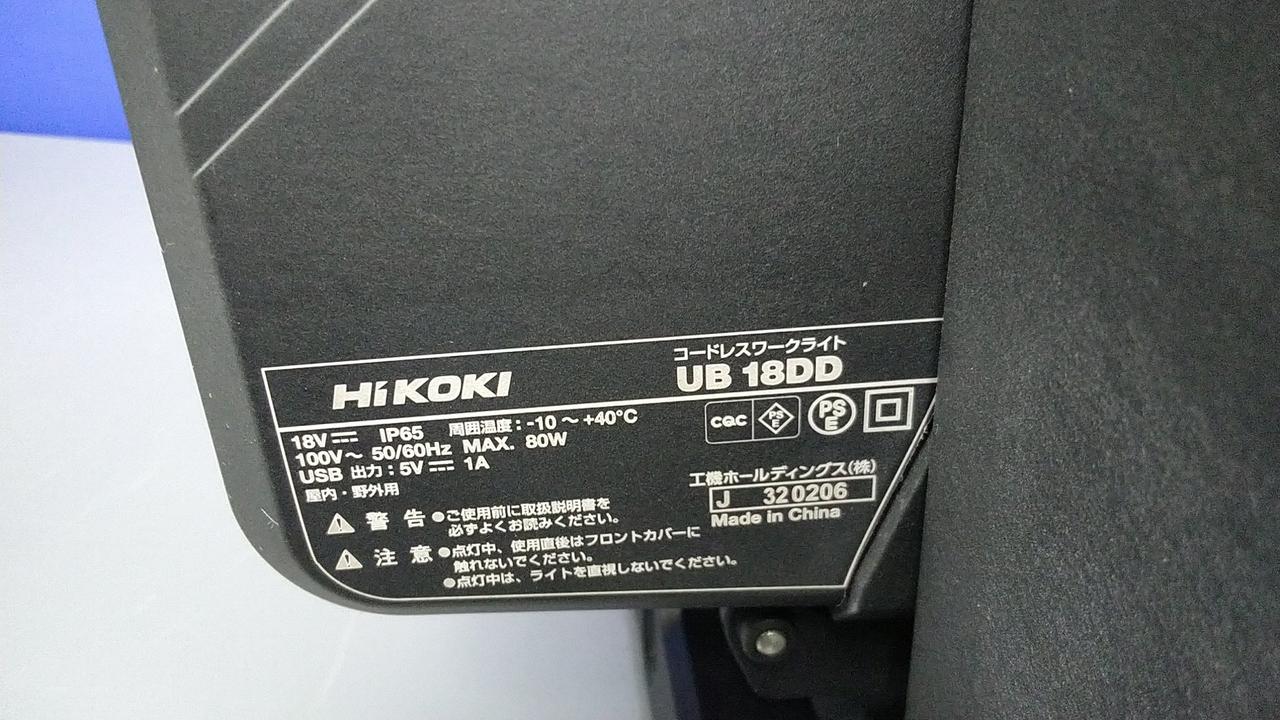 HiKOKI
コードレスワークライト
UB 18DD
18V⎓ IP65 周囲温度：-10～+40°C
100V～ 50/60Hz MAX. 80W
USB 出力：5V⎓ 1A
屋内・野外用
CQC
PS
E
PS
E
工機ホールディングス(株)
J 320206
Made in China
警告 ●ご使用前に取扱説明書を
必ずよくお読みください。
注意 ●点灯中、使用直後はフロントカバーに
触れないでください。
●点灯中は、ライトを直視しないでください。